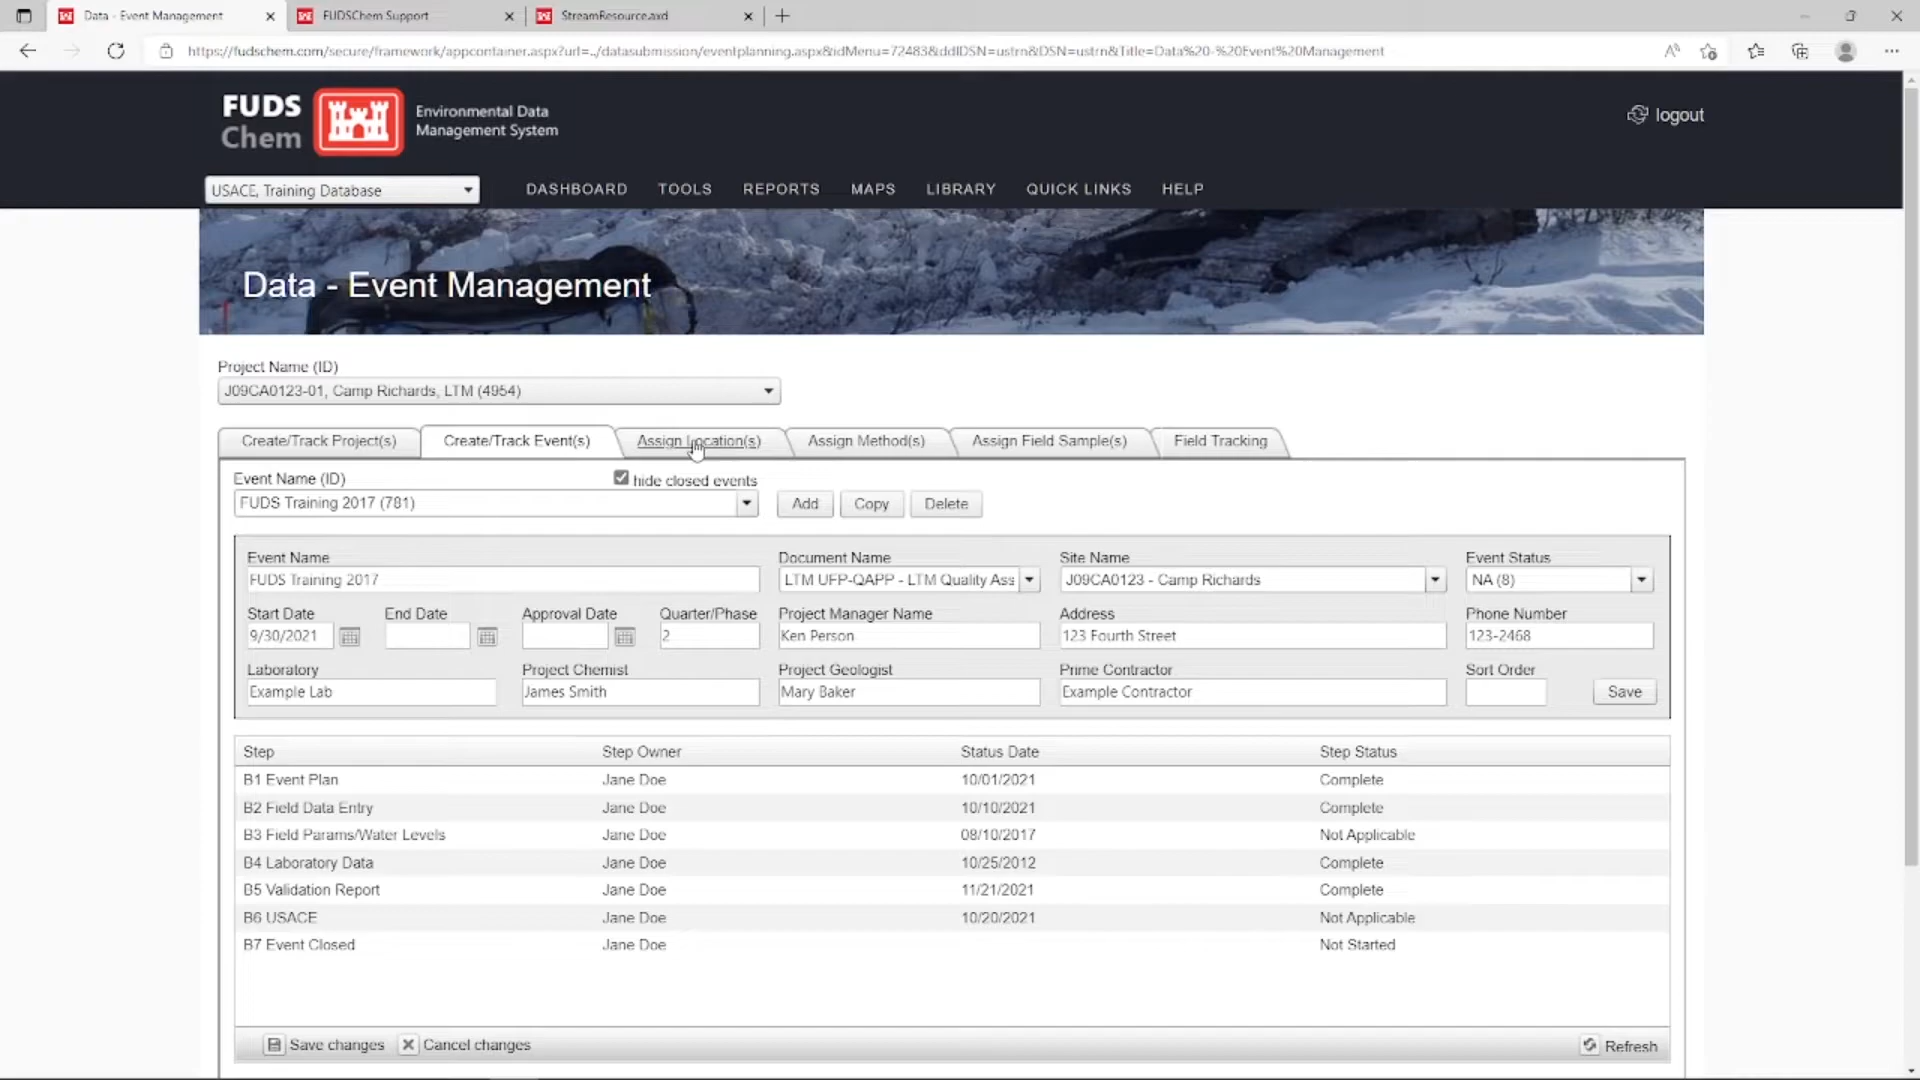 Data - Event Management
FUDSChem Support
StreamResource.axd
https://fudschem.com/secure/framework/appcontainer.aspx?url=../datasubmission/eventplanning.aspx&idMenu=72483&ddlDSN=ustrn&DSN=ustrn&Title=Data%20-%20Event%20Management
FUDS
Chem
Environmental Data
Management System
logout
USACE, Training Database
DASHBOARD TOOLS REPORTS MAPS LIBRARY QUICK LINKS HELP
Data - Event Management
Project Name (ID)
J09CA0123-01, Camp Richards, LTM (4954)
Create/Track Project(s) Create/Track Event(s) Assign Location(s) Assign Method(s) Assign Field Sample(s) Field Tracking
Event Name (ID) hide closed events
FUDS Training 2017 (781) Add Copy Delete
Event Name Document Name Site Name Event Status
FUDS Training 2017 LTM UFP-QAPP - LTM Quality Ass J09CA0123 - Camp Richards NA (8)
Start Date End Date Approval Date Quarter/Phase Project Manager Name Address Phone Number
9/30/2021 2 Ken Person 123 Fourth Street 123-2468
Laboratory Project Chemist Project Geologist Prime Contractor Sort Order
Example Lab James Smith Mary Baker Example Contractor Save
Step Step Owner Status Date Step Status
B1 Event Plan Jane Doe 10/01/2021 Complete
B2 Field Data Entry Jane Doe 10/10/2021 Complete
B3 Field Params/Water Levels Jane Doe 08/10/2017 Not Applicable
B4 Laboratory Data Jane Doe 10/25/2012 Complete
B5 Validation Report Jane Doe 11/21/2021 Complete
B6 USACE Jane Doe 10/20/2021 Not Applicable
B7 Event Closed Jane Doe Not Started
Save changes Cancel changes Refresh